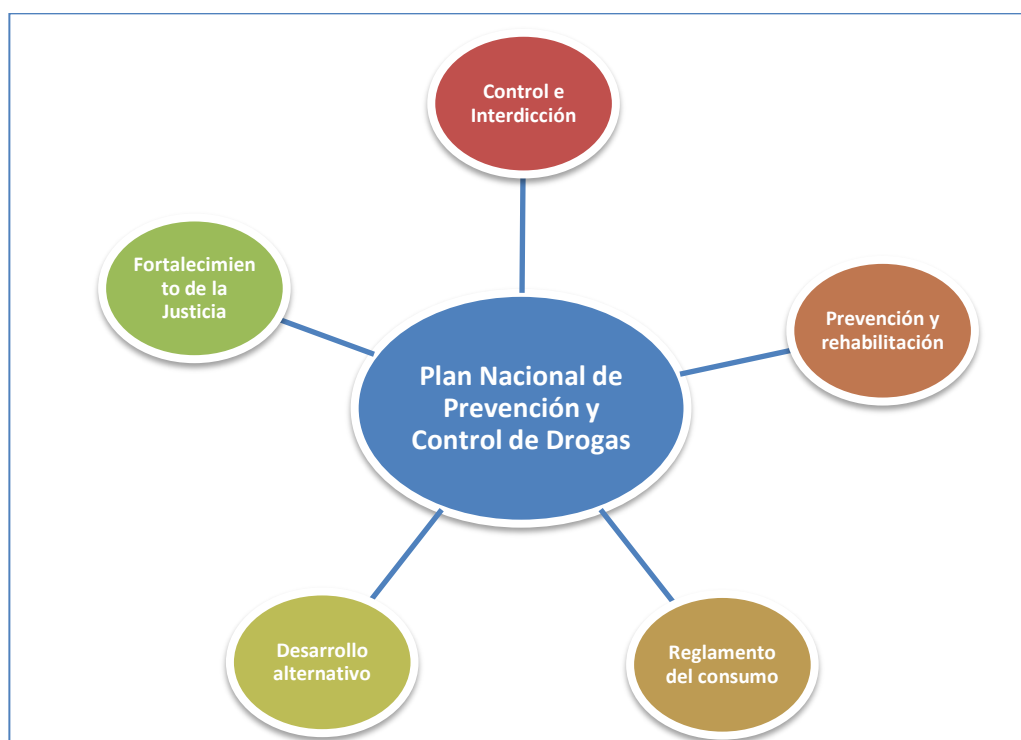 Control e
Interdicción
Fortalecimien
to de la
Justicia
Prevención y
rehabilitación
Plan Nacional de
Prevención y
Control de Drogas
Desarrollo
alternativo
Reglamento
del consumo